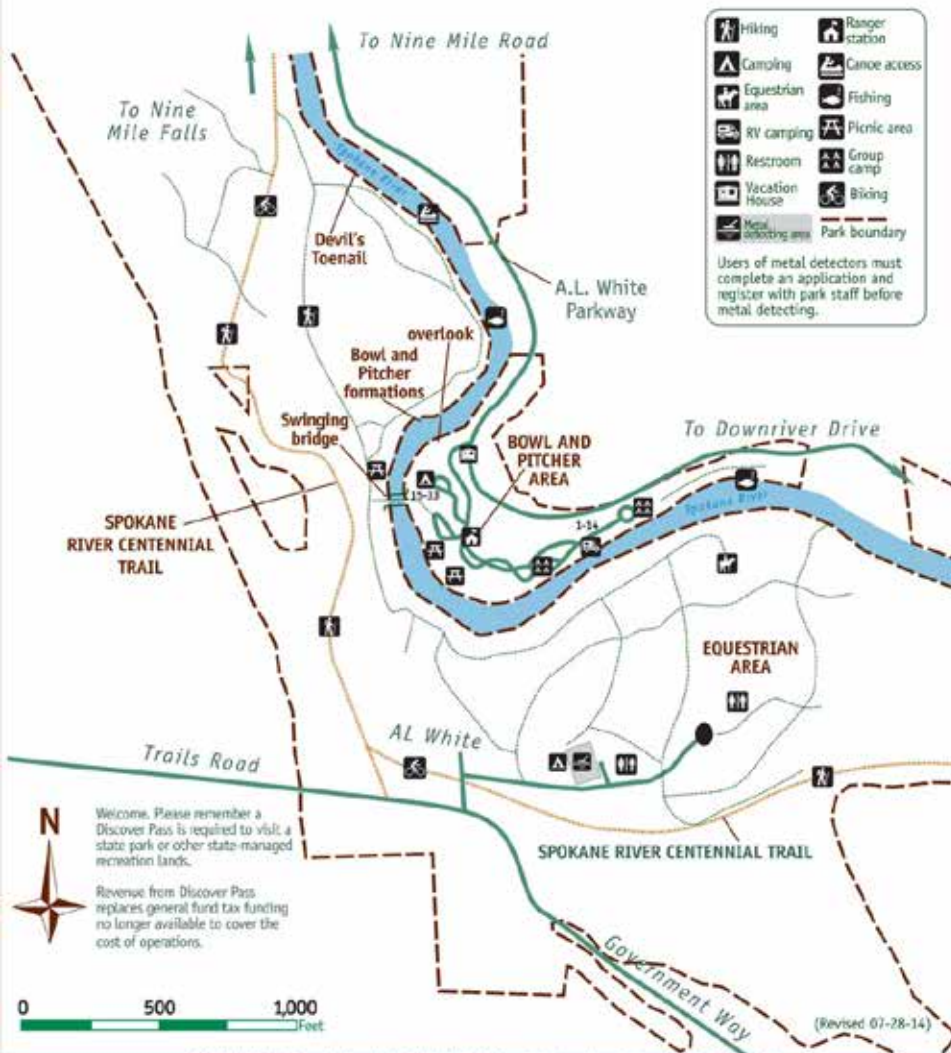 To Nine Mile Road
To Nine
Mile Falls
Hiking
Ranger
station
Camping
Canoe access
Equestrian
area
Fishing
RV camping
Picnic area
Restroom
Group
camp
Vacation
House
Biking
Metal
detecting area
Park boundary
Users of metal detectors must
complete an application and
register with park staff before
metal detecting.
Spokane River
Devil's
Toenail
A.L. White
Parkway
overlook
Bowl and
Pitcher
formations
Swinging
bridge
BOWL AND
PITCHER
AREA
To Downriver Drive
15-33
1-14
Spokane River
SPOKANE
RIVER CENTENNIAL
TRAIL
EQUESTRIAN
AREA
AL White
Trails Road
SPOKANE RIVER CENTENNIAL TRAIL
N
Welcome. Please remember a
Discover Pass is required to visit a
state park or other state-managed
recreation lands.
Revenue from Discover Pass
replaces general fund tax funding
no longer available to cover the
cost of operations.
Government Way
0 500 1,000
Feet
(Revised 07-28-14)